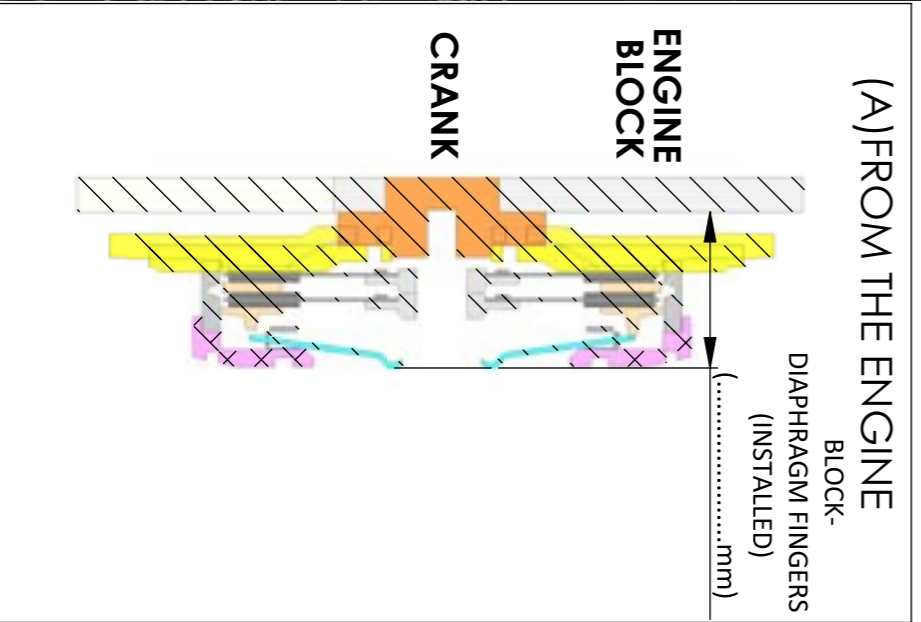 (A)FROM THE ENGINE
BLOCK-
DIAPHRAGM FINGERS
(INSTALLED)
(................mm)
ENGINE
BLOCK
CRANK